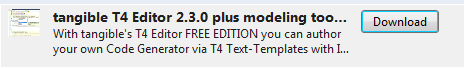 tangible T4 Editor 2.3.0 plus modeling too...
Download
With tangible's T4 Editor FREE EDITION you can author
your own Code Generator via T4 Text-Templates with I...